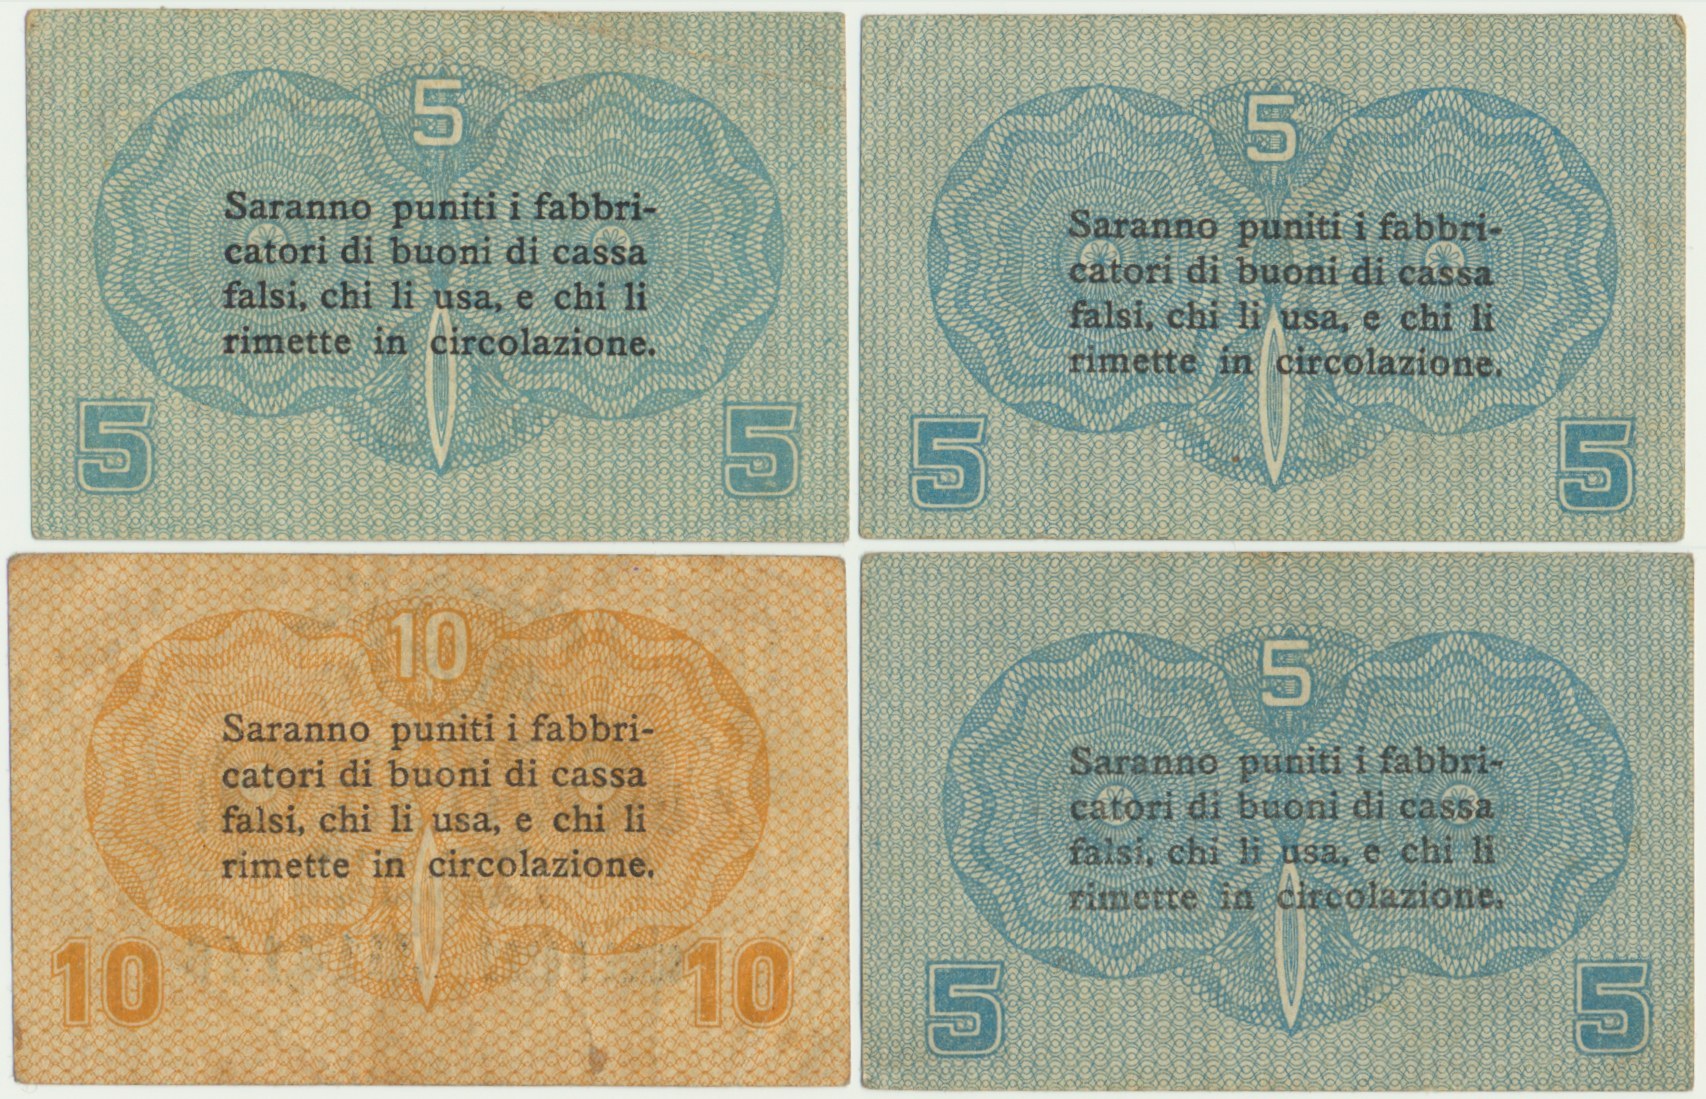 5
Saranno puniti i fabbri-
catori di buoni di cassa
falsi, chi li usa, e chi li
rimette in circolazione.
5 5
5
Saranno puniti i fabbri-
catori di buoni di cassa
falsi, chi li usa, e chi li
rimette in circolazione.
5 5
10
Saranno puniti i fabbri-
catori di buoni di cassa
falsi, chi li usa, e chi li
rimette in circolazione.
10 10
5
Saranno puniti i fabbri-
catori di buoni di cassa
falsi, chi li usa, e chi li
rimette in circolazione.
5 5